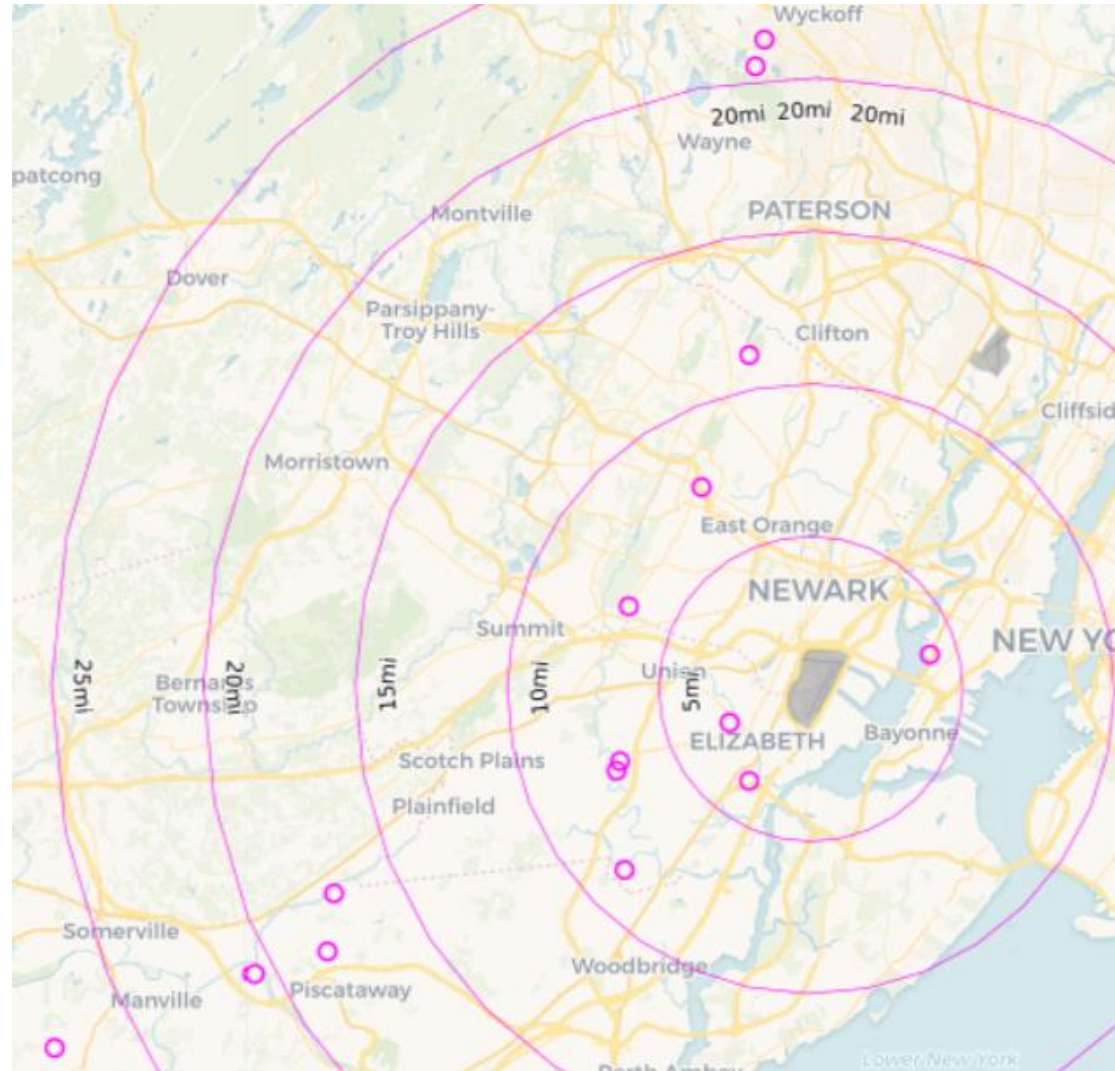 Wyckoff
20mi 20mi 20mi
Wayne
patcong
PATERSON
Montville
Dover
Parsippany-
Troy Hills
Clifton
Cliffsid
Morristown
East Orange
NEWARK
Summit
NEW YO
Union
25mi
20mi
15mi
10mi
5mi
Bernards
Township
ELIZABETH
Bayonne
Scotch Plains
Plainfield
Somerville
Woodbridge
Piscataway
Manville
Lower New York
Perth Amboy